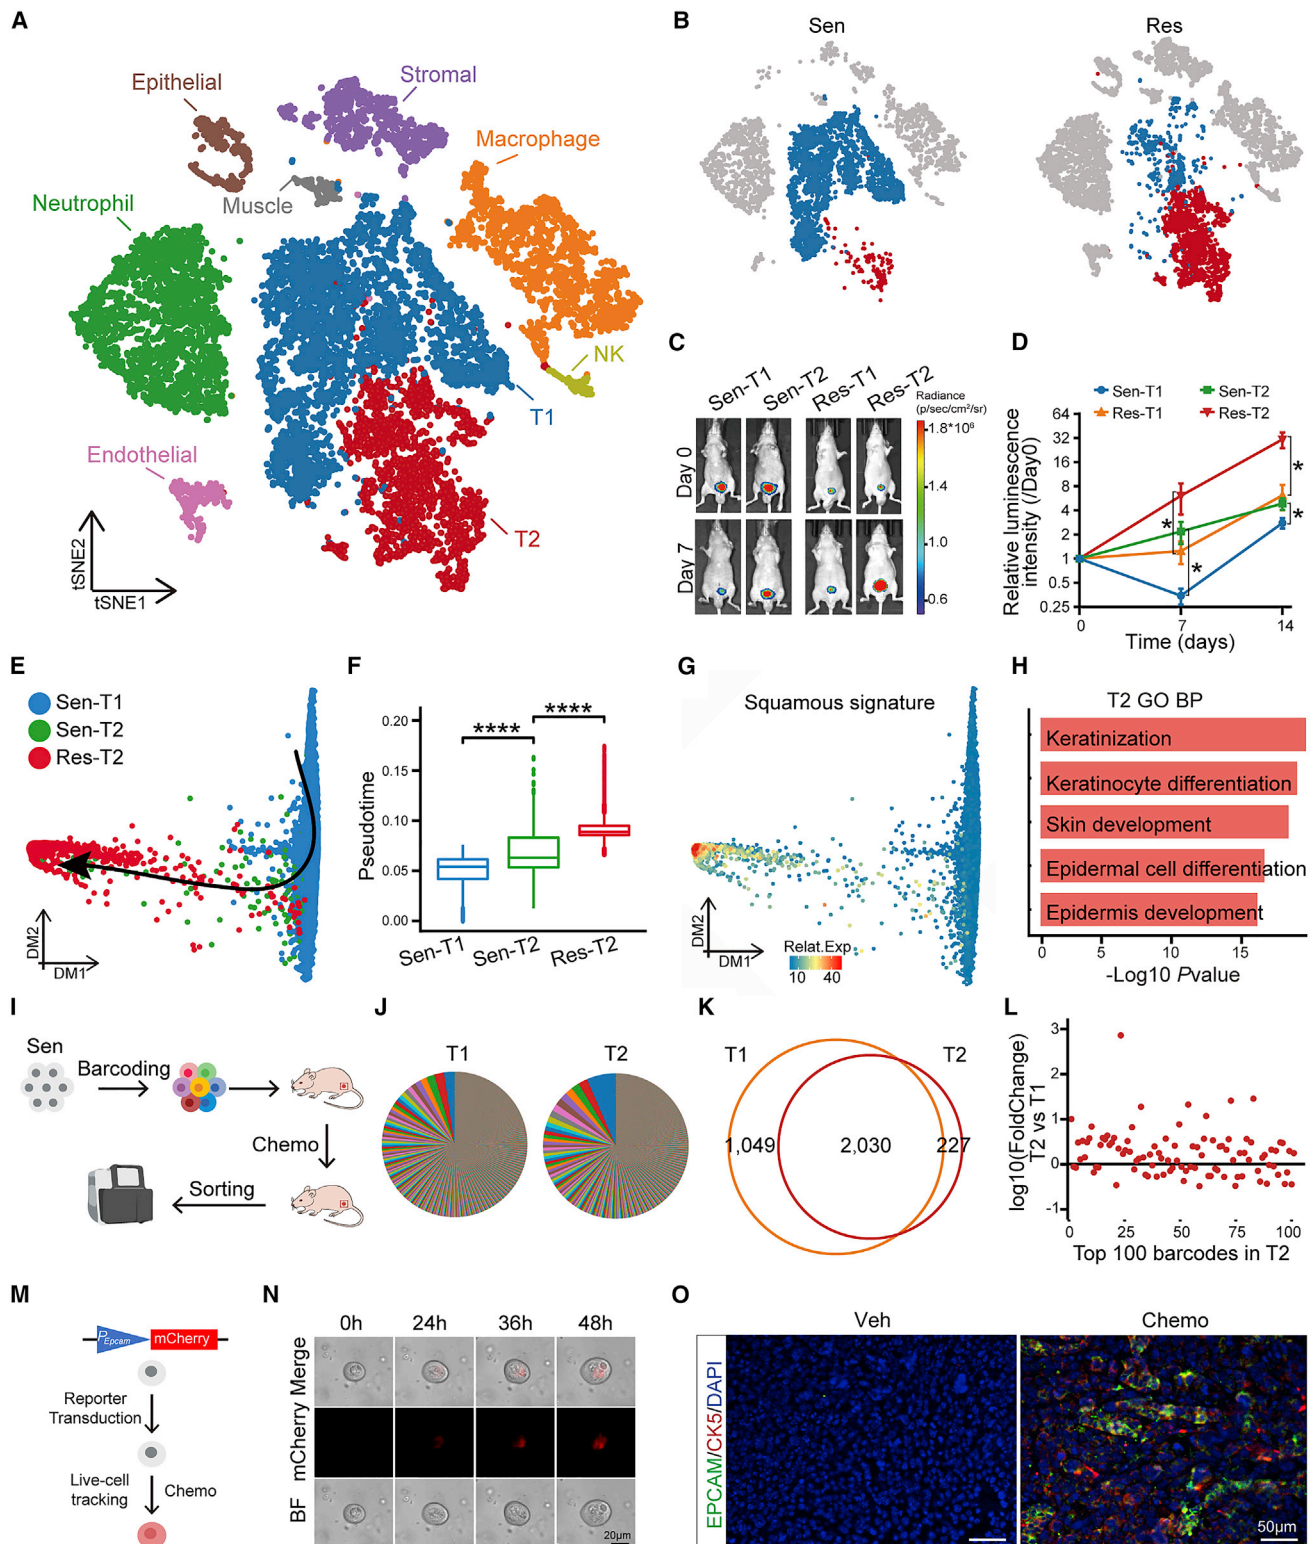 A
Epithelial
Stromal
Macrophage
Neutrophil
Muscle
NK
T1
Endothelial
T2
tSNE2
tSNE1
B
Sen
Res
C
Sen-T1
Sen-T2
Res-T1
Res-T2
Radiance
(p/sec/cm²/sr)
Day 0
Day 7
1.8*10⁶
1.4
1.0
0.6
D
Sen-T1
Sen-T2
Res-T1
Res-T2
Relative luminescence
intensity (/Day0)
64
32
16
8
4
2
1
0.5
0.25
*
*
*
*
0
7
14
Time (days)
E
Sen-T1
Sen-T2
Res-T2
DM2
DM1
F
Pseudotime
0.20
0.15
0.10
0.05
0.00
****
****
Sen-T1
Sen-T2
Res-T2
G
Squamous signature
DM2
DM1
Relat.Exp
10
40
H
T2 GO BP
Keratinization
Keratinocyte differentiation
Skin development
Epidermal cell differentiation
Epidermis development
0
5
10
15
-Log10 Pvalue
I
Sen
Barcoding
Chemo
Sorting
J
T1
T2
K
T1
T2
1,049
2,030
227
L
log10(FoldChange)
T2 vs T1
3
1
0
-1
0
25
50
75
100
Top 100 barcodes in T2
M
PEpcam
mCherry
Reporter
Transduction
Live-cell
tracking
Chemo
N
0h
24h
36h
48h
Merge
mCherry
BF
20μm
O
Veh
Chemo
EPCAM/CK5/DAPI
50μm